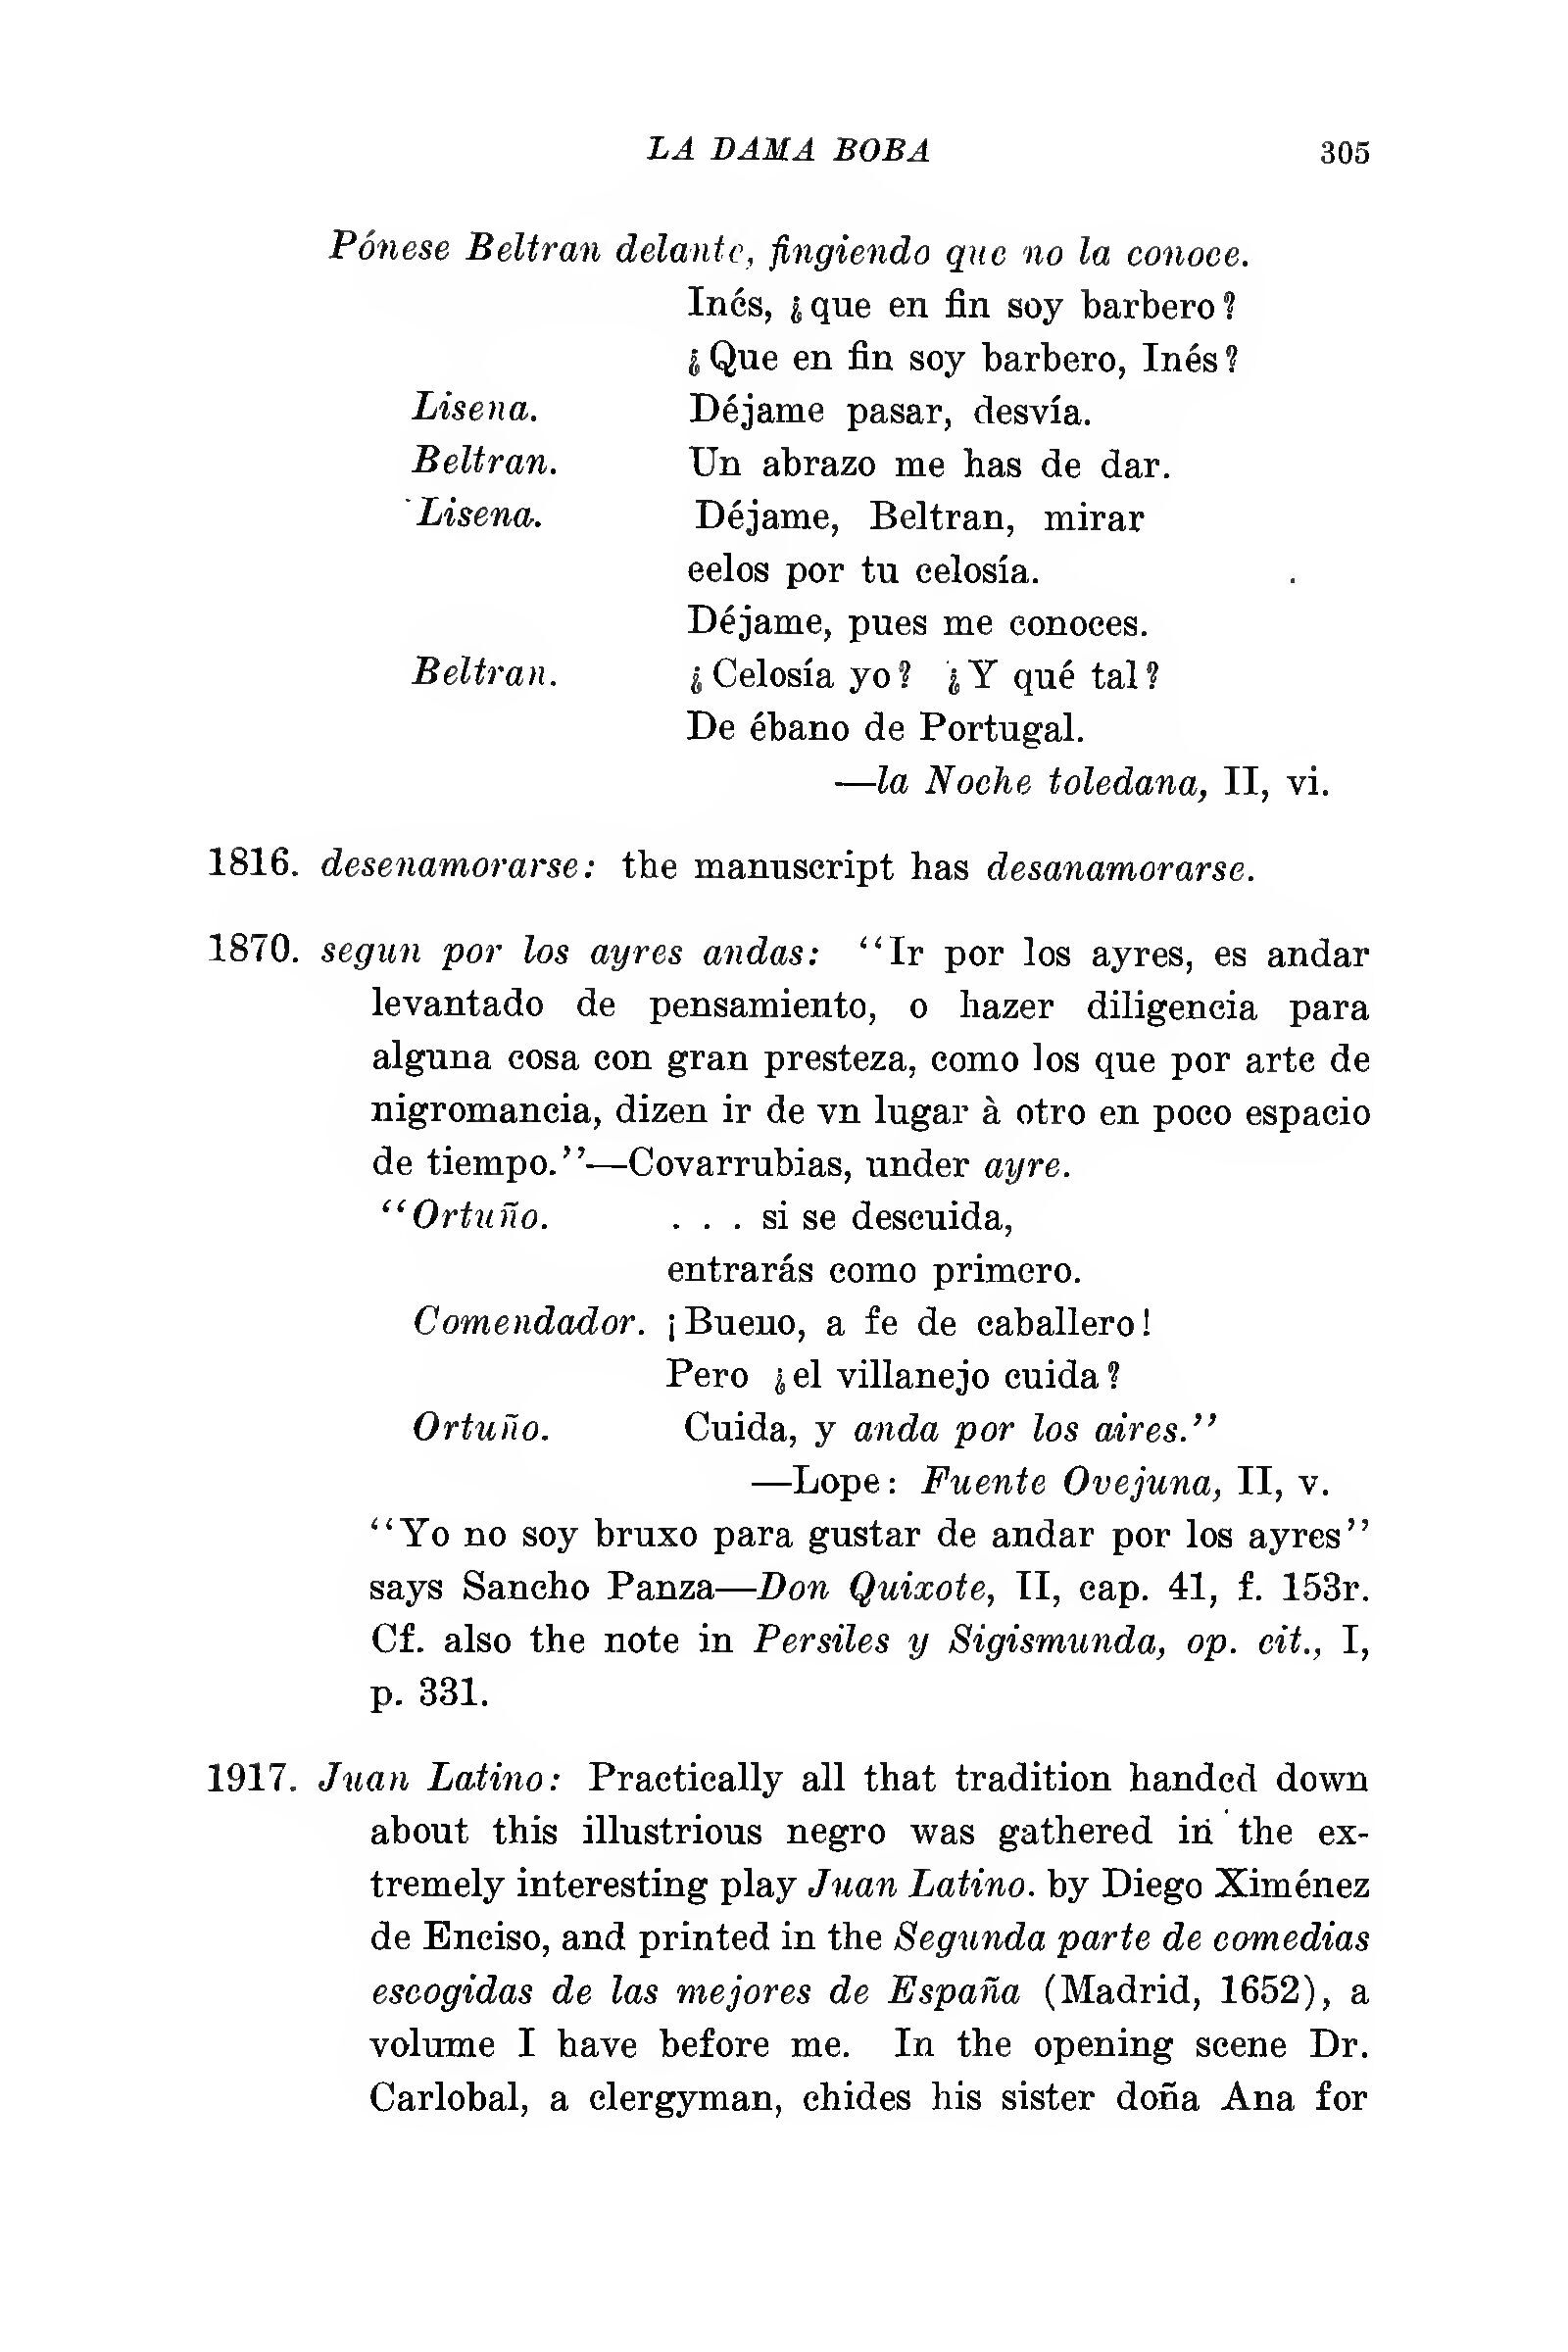 LA DAMA BOBA 305
Pónese Beltran delante, fingiendo que no la conoce.
Inés, ¿que en fin soy barbero?
¿Que en fin soy barbero, Inés?
Lisena. Déjame pasar, desvía.
Beltran. Un abrazo me has de dar.
Lisena. Déjame, Beltran, mirar
celos por tu celosía.
Déjame, pues me conoces.
Beltran. ¿Celosía yo? ¿Y qué tal?
De ébano de Portugal.
—la Noche toledana, II, vi.
1816. desenamorarse: the manuscript has desanamorarse.
1870. segun por los ayres andas: “Ir por los ayres, es andar
levantado de pensamiento, o hazer diligencia para
alguna cosa con gran presteza, como los que por arte de
nigromancia, dizen ir de vn lugar à otro en poco espacio
de tiempo.”—Covarrubias, under ayre.
“Ortuño. . . . si se descuida,
entrarás como primero.
Comendador. ¡Bueno, a fe de caballero!
Pero ¿el villanejo cuida?
Ortuño. Cuida, y anda por los aires.”
—Lope: Fuente Ovejuna, II, v.
“Yo no soy bruxo para gustar de andar por los ayres”
says Sancho Panza—Don Quixote, II, cap. 41, f. 153r.
Cf. also the note in Persiles y Sigismunda, op. cit., I,
p. 331.
1917. Juan Latino: Practically all that tradition handed down
about this illustrious negro was gathered in the ex-
tremely interesting play Juan Latino. by Diego Ximénez
de Enciso, and printed in the Segunda parte de comedias
escogidas de las mejores de España (Madrid, 1652), a
volume I have before me. In the opening scene Dr.
Carlobal, a clergyman, chides his sister doña Ana for